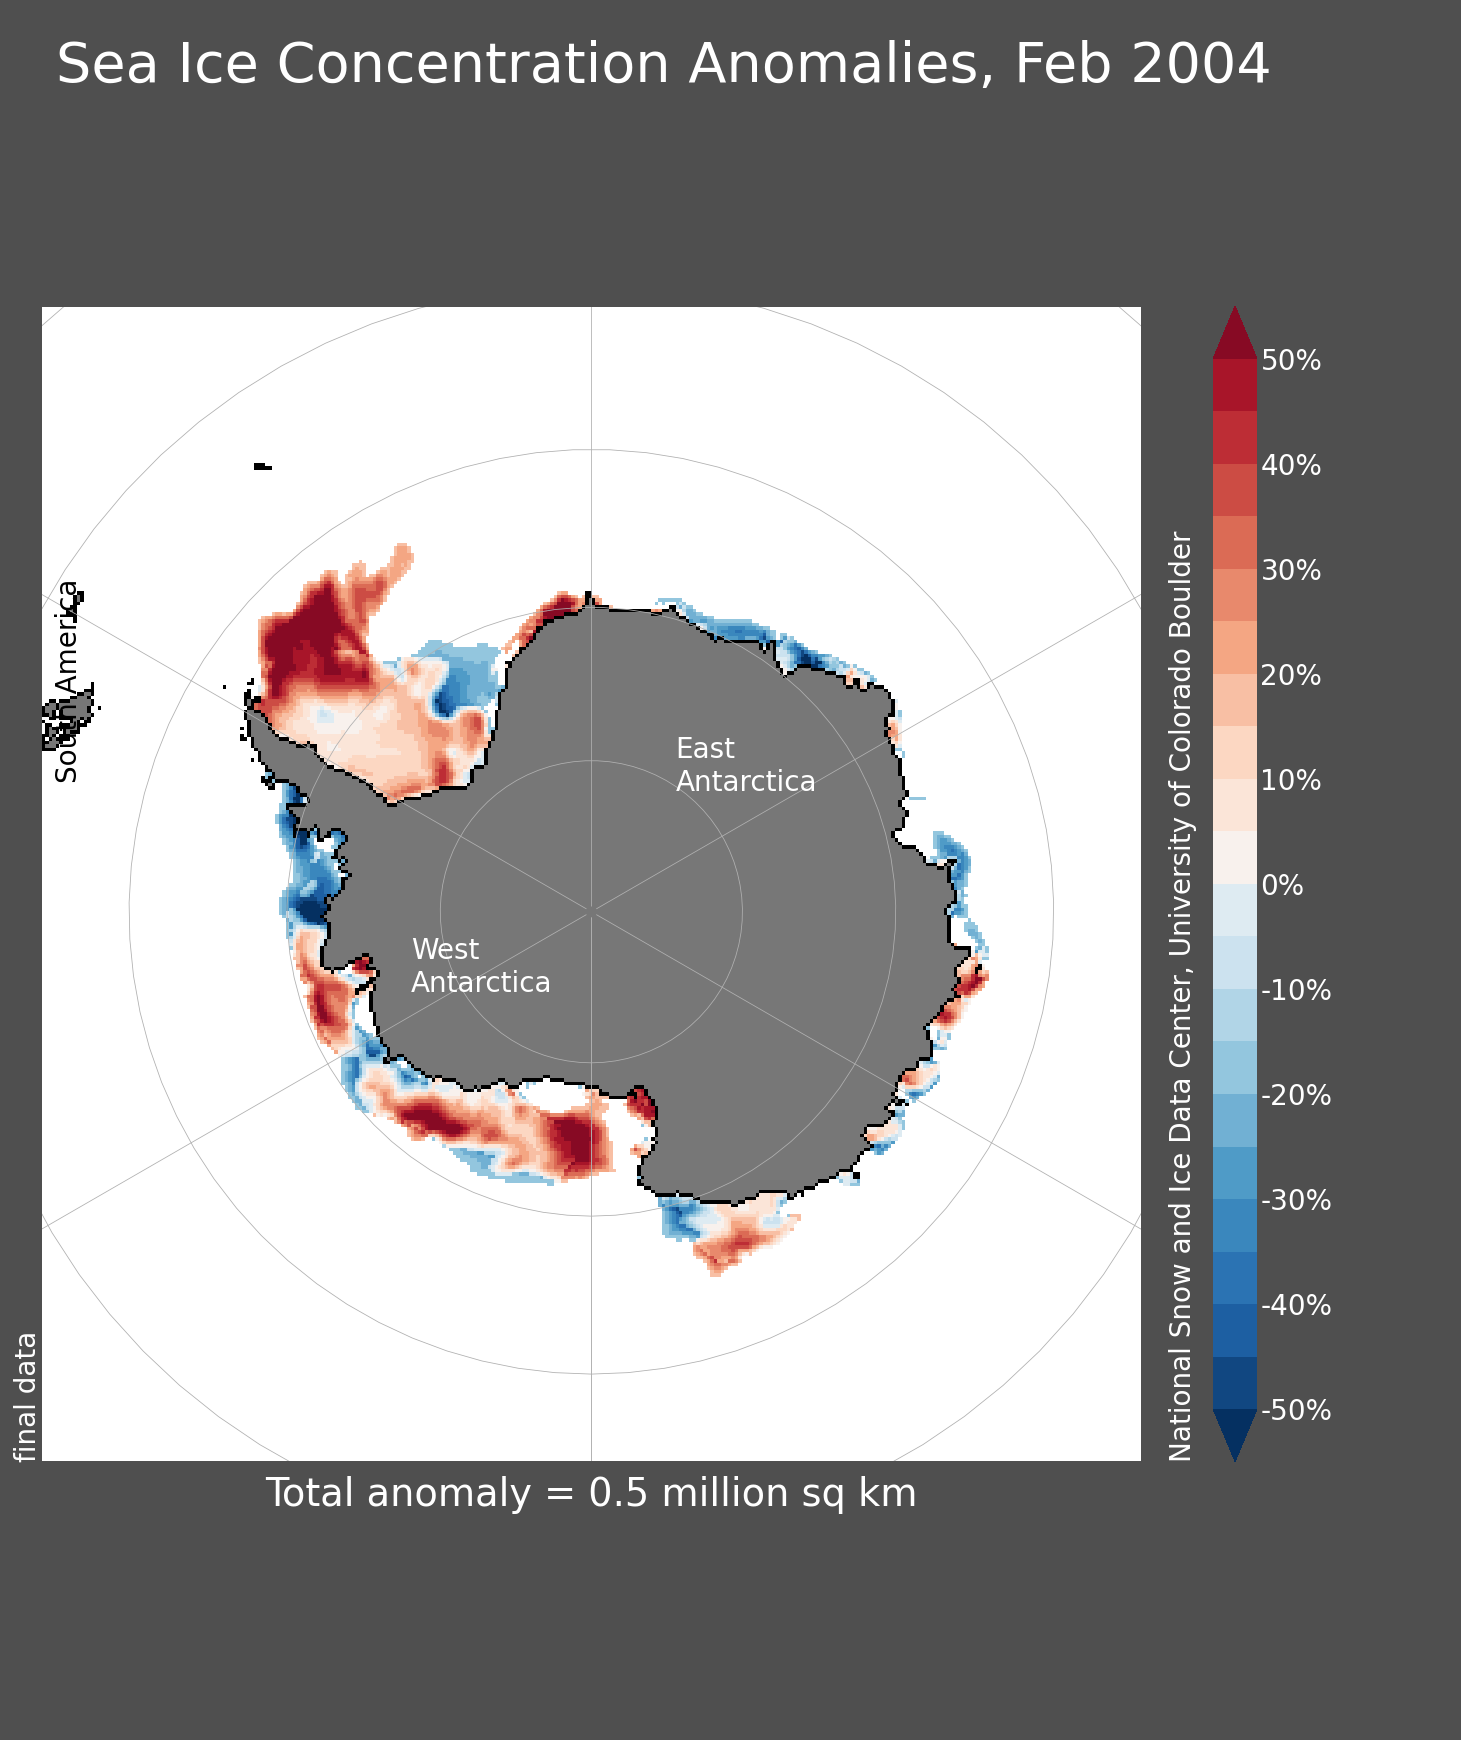 Sea Ice Concentration Anomalies, Feb 2004
South America
East
Antarctica
West
Antarctica
final data
Total anomaly = 0.5 million sq km
National Snow and Ice Data Center, University of Colorado Boulder
50%
40%
30%
20%
10%
0%
-10%
-20%
-30%
-40%
-50%